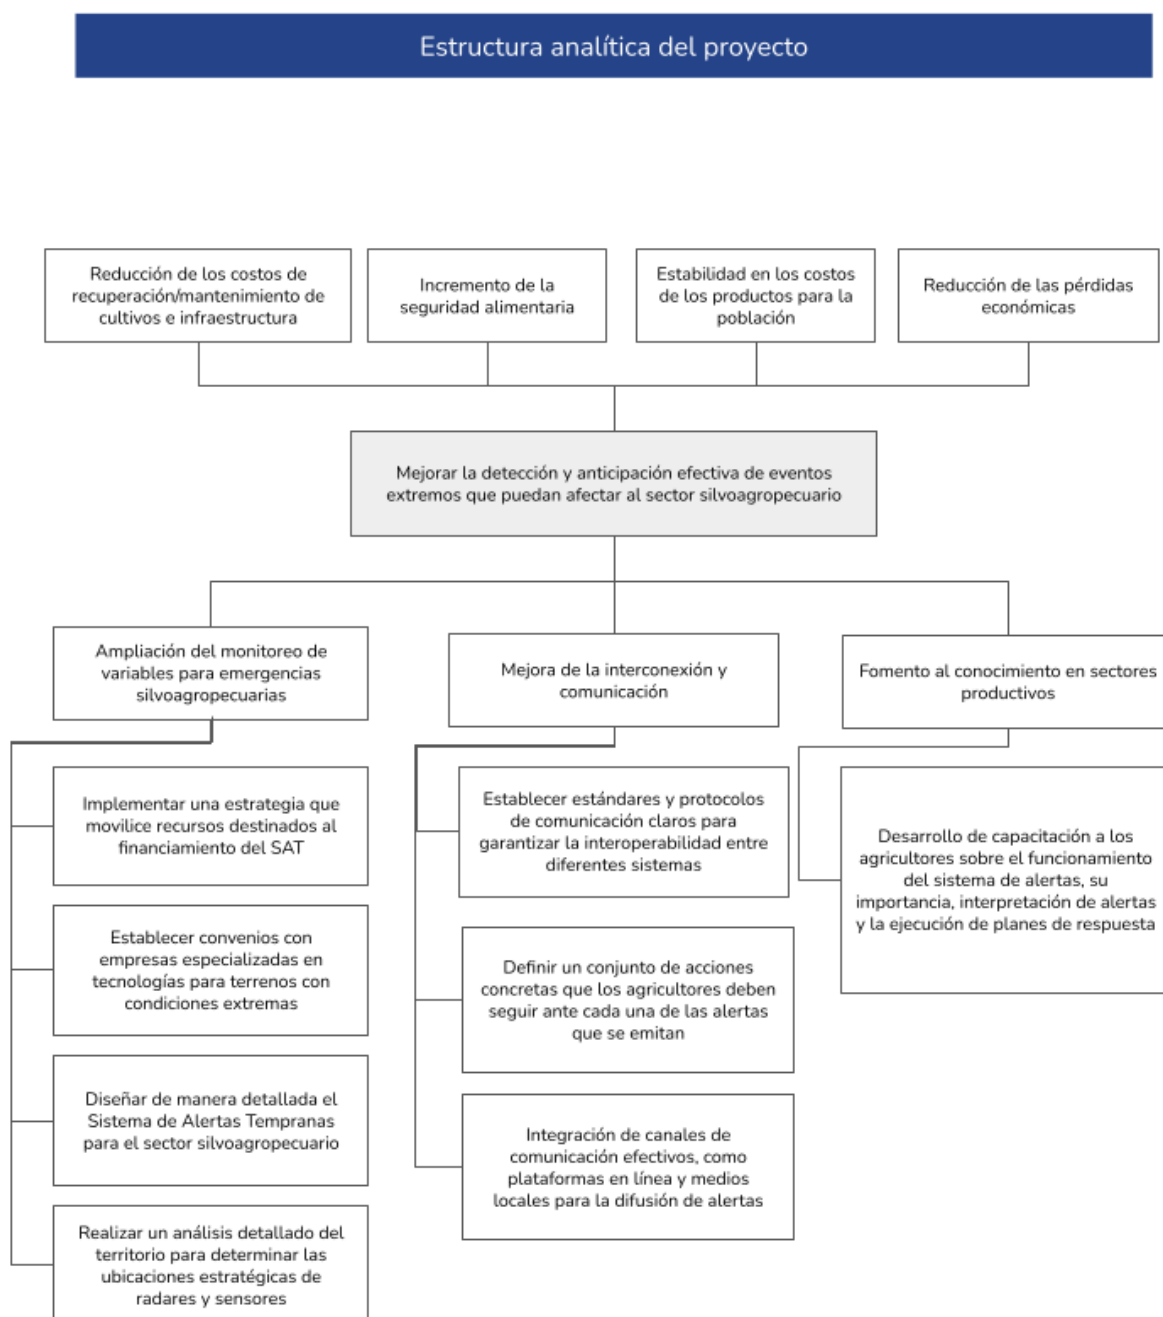 Estructura analítica del proyecto
Reducción de los costos de
recuperación/mantenimiento de
cultivos e infraestructura
Incremento de la
seguridad alimentaria
Estabilidad en los costos
de los productos para la
población
Reducción de las pérdidas
económicas
Mejorar la detección y anticipación efectiva de eventos
extremos que puedan afectar al sector silvoagropecuario
Ampliación del monitoreo de
variables para emergencias
silvoagropecuarias
Implementar una estrategia que
movilice recursos destinados al
financiamiento del SAT
Establecer convenios con
empresas especializadas en
tecnologías para terrenos con
condiciones extremas
Diseñar de manera detallada el
Sistema de Alertas Tempranas
para el sector silvoagropecuario
Realizar un análisis detallado del
territorio para determinar las
ubicaciones estratégicas de
radares y sensores
Mejora de la interconexión y
comunicación
Establecer estándares y protocolos
de comunicación claros para
garantizar la interoperabilidad entre
diferentes sistemas
Definir un conjunto de acciones
concretas que los agricultores deben
seguir ante cada una de las alertas
que se emitan
Integración de canales de
comunicación efectivos, como
plataformas en línea y medios
locales para la difusión de alertas
Fomento al conocimiento en sectores
productivos
Desarrollo de capacitación a los
agricultores sobre el funcionamiento
del sistema de alertas, su
importancia, interpretación de alertas
y la ejecución de planes de respuesta